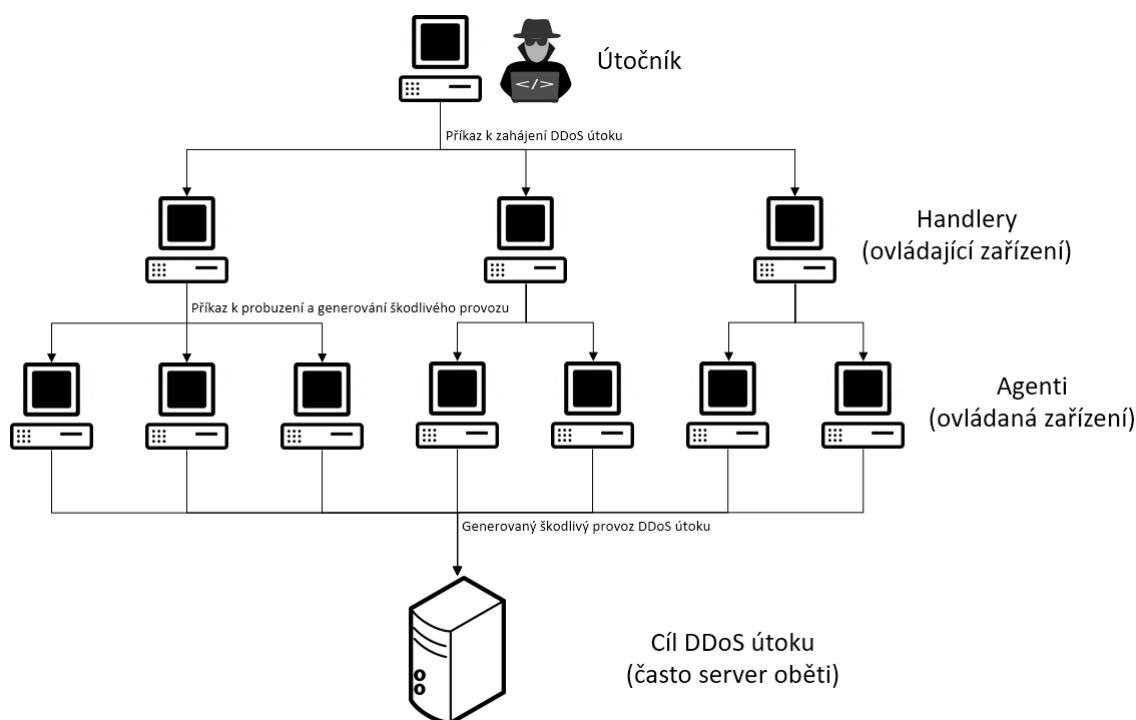 </>
Útočník
Příkaz k zahájení DDoS útoku
Handlery
(ovládající zařízení)
Příkaz k probuzení a generování škodlivého provozu
Agenti
(ovládaná zařízení)
Generovaný škodlivý provoz DDoS útoku
Cíl DDoS útoku
(často server oběti)